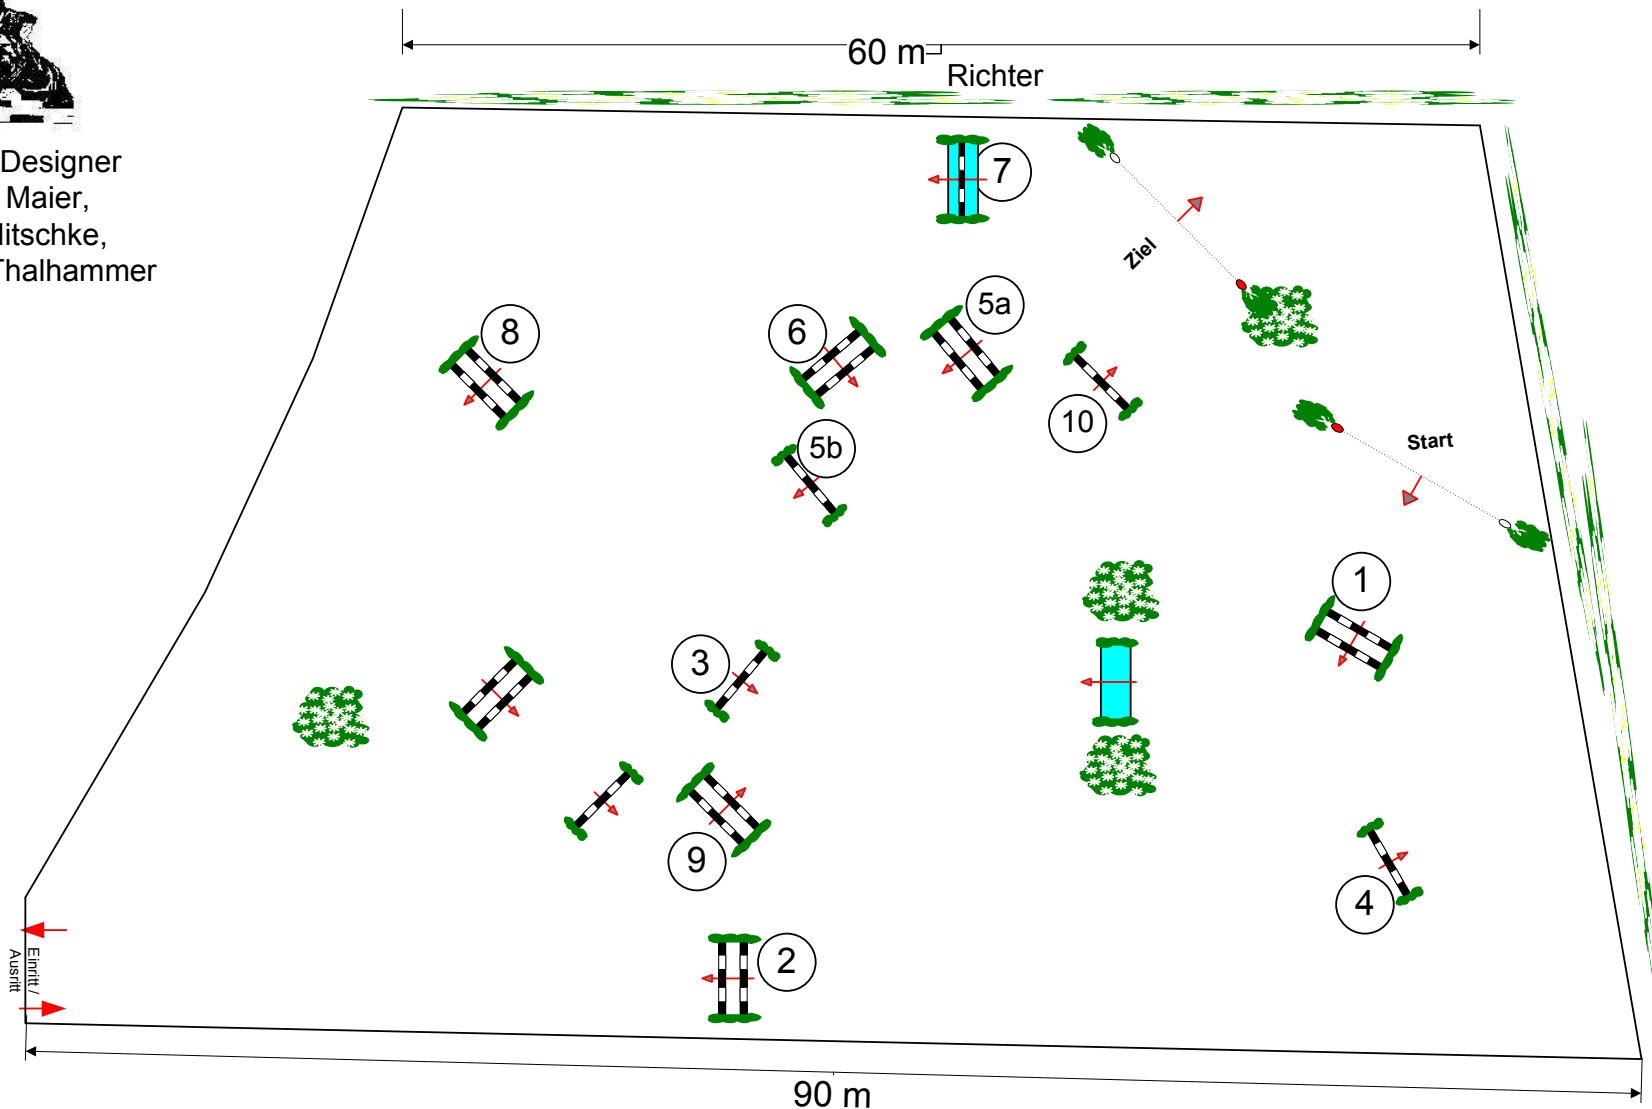 60 m
Richter
Designer
Maier,
litschke,
Thalhammer
7
Ziel
5a
8
6
10
5b
Start
1
3
9
4
2
Einritt /
Ausritt
90 m